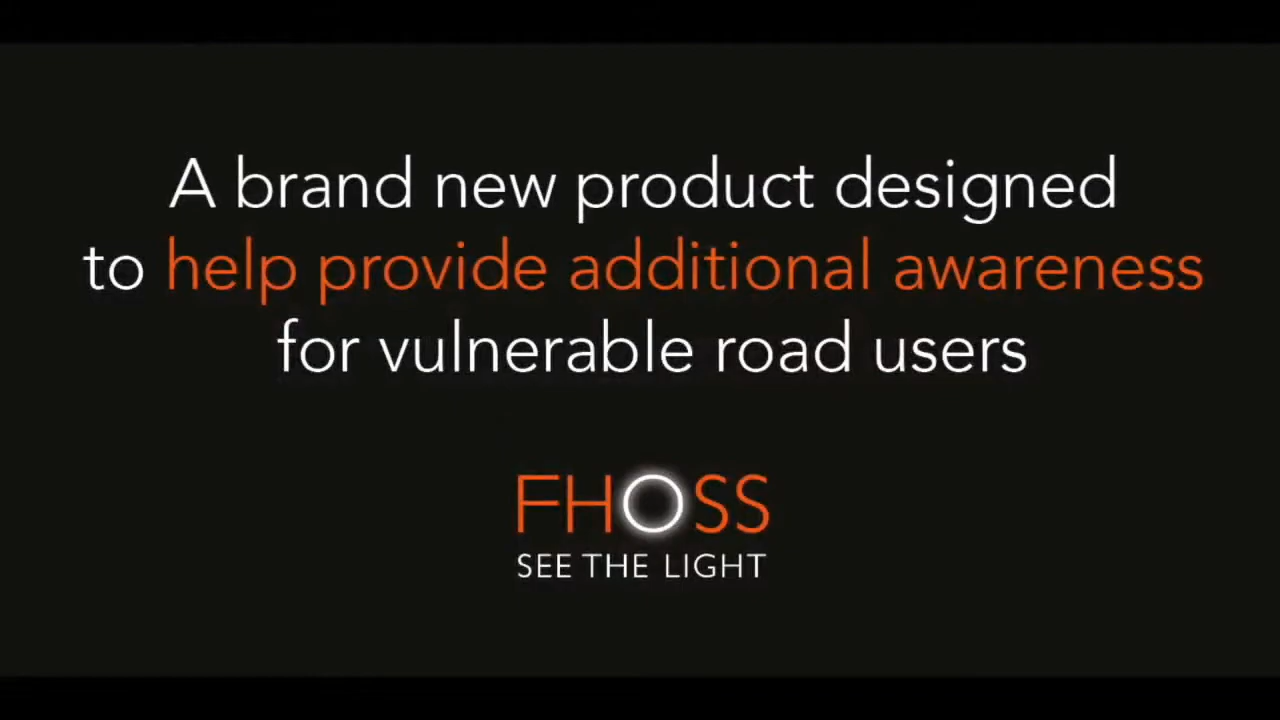 A brand new product designed
to help provide additional awareness
for vulnerable road users
FHOSS
SEE THE LIGHT